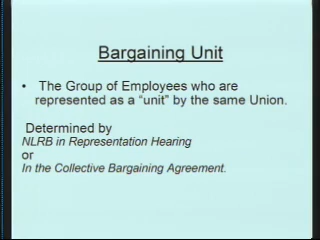 Bargaining Unit
• The Group of Employees who are
represented as a “unit” by the same Union.
Determined by
NLRB in Representation Hearing
or
In the Collective Bargaining Agreement.